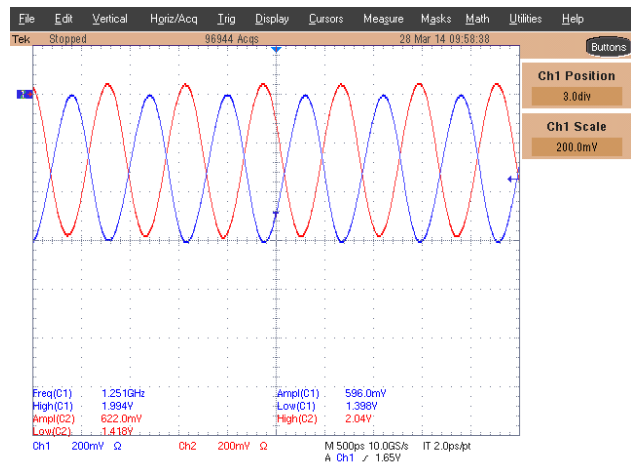 File Edit Vertical Horiz/Acq Trig Display Cursors Measure Masks Math Utilities Help
Tek Stopped 96944 Acqs 28 Mar 14 09:58:38
Buttons
Ch1 Position
3.0div
Ch1 Scale
200.0mV
Freq(C1) 1.251GHz Ampl(C1) 596.0mV
High(C1) 1.994V Low(C1) 1.398V
Ampl(C2) 622.0mV High(C2) 2.04V
Low(C2) 1.418V
Ch1 200mV Ω Ch2 200mV Ω M 500ps 10.0GS/s IT 2.0ps/pt
A Ch1 ∕ 1.65V